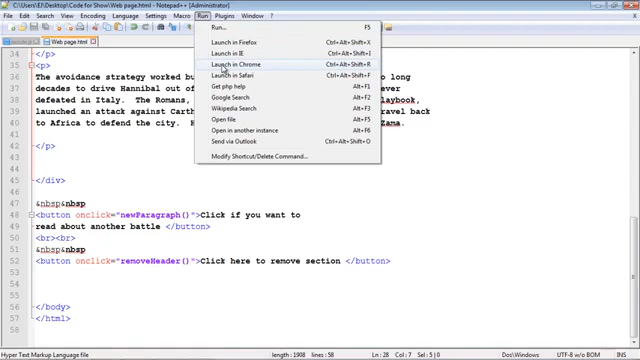 C:\Users\EJ\Desktop\Code for Show\Web page.html - Notepad++ [Administrator]
Edit Search View Encoding Language Settings Macro Run Plugins Window ?
Web page.html
Run... F5
Launch in Firefox Ctrl+Alt+Shift+X
Launch in IE Ctrl+Alt+Shift+I
Launch in Chrome Ctrl+Alt+Shift+R
Launch in Safari Ctrl+Alt+Shift+F
Get php help Alt+F1
Google Search Alt+F2
Wikipedia Search Alt+F3
Open file Alt+F5
Open in another instance Alt+F6
Send via Outlook Ctrl+Alt+Shift+O
Modify Shortcut/Delete Command...
34 </p>
35 <p>
36 The avoidance strategy worked bu to long
37 decades to drive Hannibal out of ever
38 defeated in Italy. The Romans, laybook,
39 launched an attack against Carth ravel back
40 to Africa to defend the city. H Zama.
41
42 </p>
43
44
45 </div>
46
47 &nbsp&nbsp
48 <button onclick="newParagraph()">Click if you want to
49 read about another battle </button>
50 <br><br>
51 &nbsp&nbsp
52 <button onclick="removeHeader()">Click here to remove section </button>
53
54
55
56 </body>
57 </html>
58
Hyper Text Markup Language file length : 1908 lines : 58 Ln : 28 Col : 7 Sel : 5 | 0 Dos\Windows UTF-8 w/o BOM INS